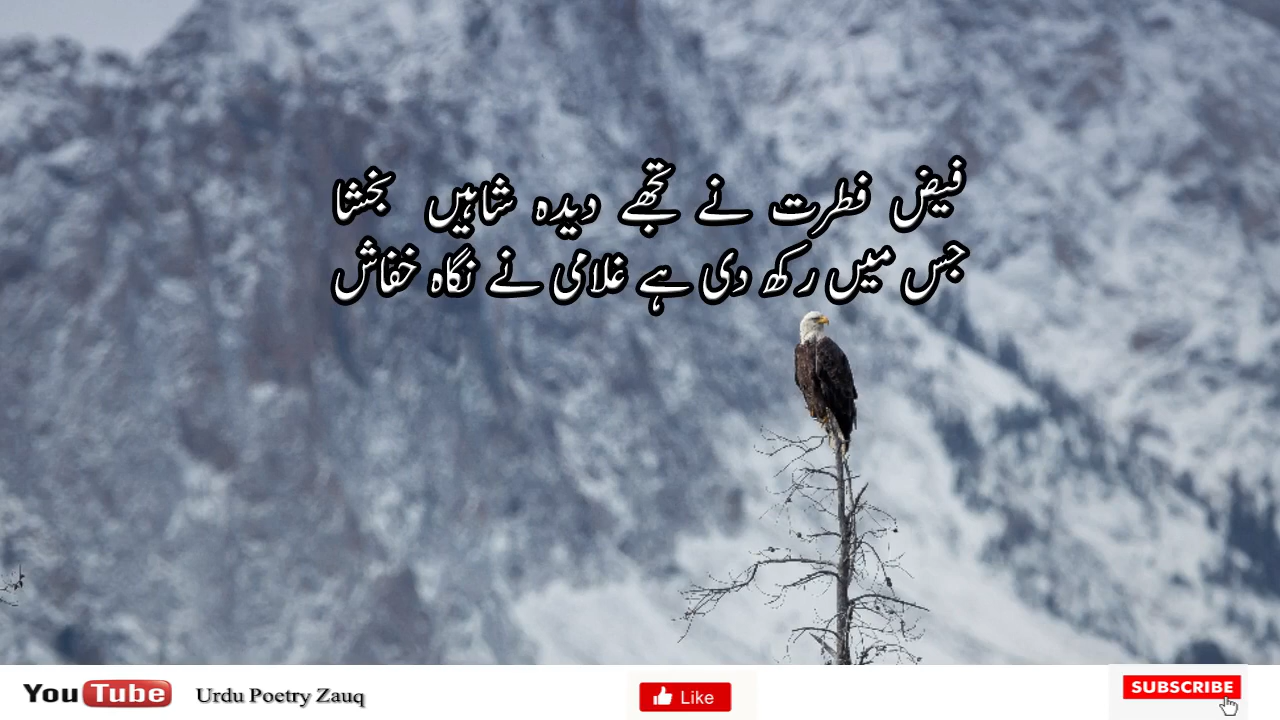 فیض فطرت نے تجھے دیدہ شاہیں بخشا
جس میں رکھ دی ہے غلامی نے نگاہ خفاش
YouTube
Urdu Poetry Zauq
Like
SUBSCRIBE